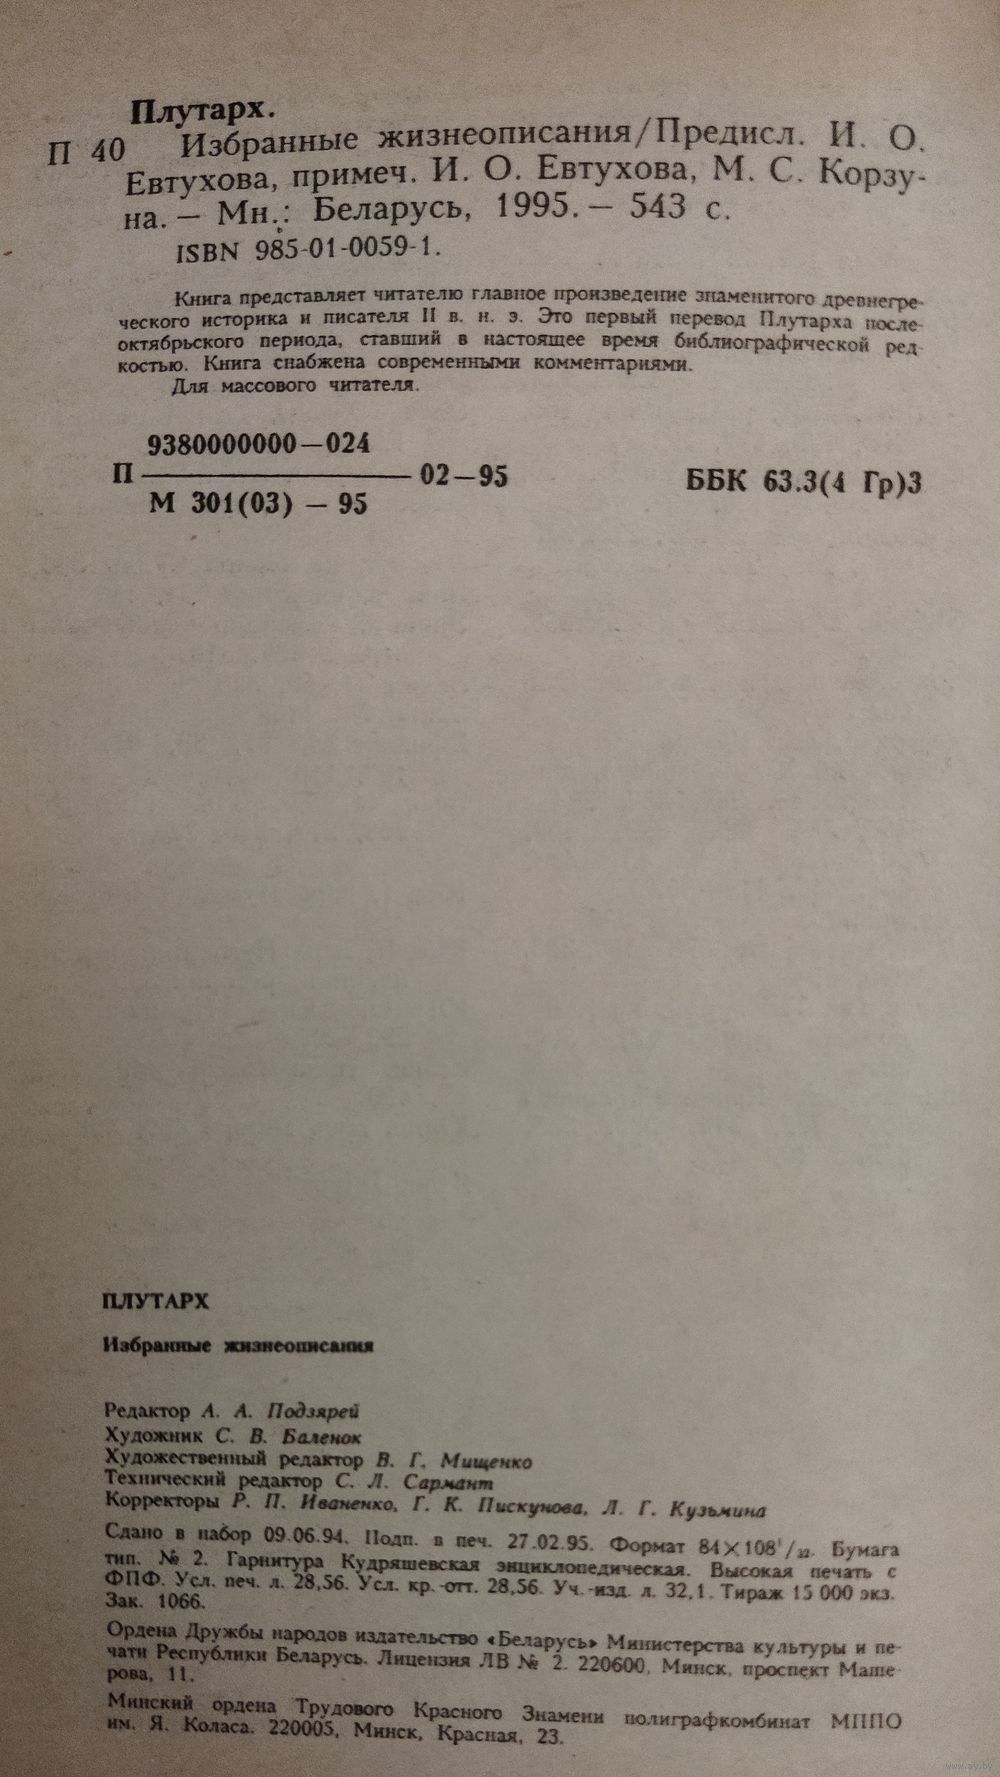 Плутарх.
П 40 Избранные жизнеописания/Предисл. И. О.
Евтухова, примеч. И. О. Евтухова, М. С. Корзу-
на. — Мн.: Беларусь, 1995. — 543 с.
ISBN 985-01-0059-1.
Книга представляет читателю главное произведение знаменитого древнегре-
ческого историка и писателя II в. н. э. Это первый перевод Плутарха после-
октябрьского периода, ставший в настоящее время библиографической ред-
костью. Книга снабжена современными комментариями.
Для массового читателя.
9380000000—024
П ———— 02—95 ББК 63.3(4 Гр)3
М 301(03) — 95
ПЛУТАРХ
Избранные жизнеописания
Редактор А. А. Подзярей
Художник С. В. Баленок
Художественный редактор В. Г. Мищенко
Технический редактор С. Л. Сармант
Корректоры Р. П. Иваненко, Г. К. Пискунова, Л. Г. Кузьмина
Сдано в набор 09.06.94. Подп. в печ. 27.02.95. Формат 84×108¹/₃₂. Бумага
тип. № 2. Гарнитура Кудряшевская энциклопедическая. Высокая печать с
ФПФ. Усл. печ. л. 28,56. Усл. кр.-отт. 28,56. Уч.-изд. л. 32,1. Тираж 15 000 экз.
Зак. 1066.
Ордена Дружбы народов издательство «Беларусь» Министерства культуры и пе-
чати Республики Беларусь. Лицензия ЛВ № 2. 220600, Минск, проспект Маше-
рова, 11.
Минский ордена Трудового Красного Знамени полиграфкомбинат МППО
им. Я. Коласа. 220005, Минск, Красная, 23.
www.ay.by